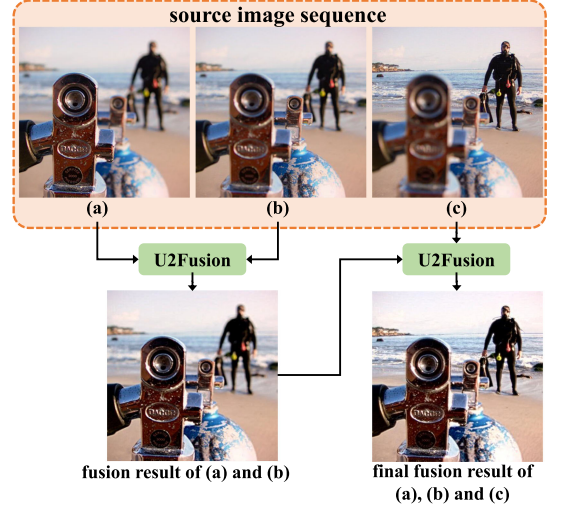 source image sequence
(a) (b) (c)
U2Fusion U2Fusion
fusion result of (a) and (b)
final fusion result of
(a), (b) and (c)